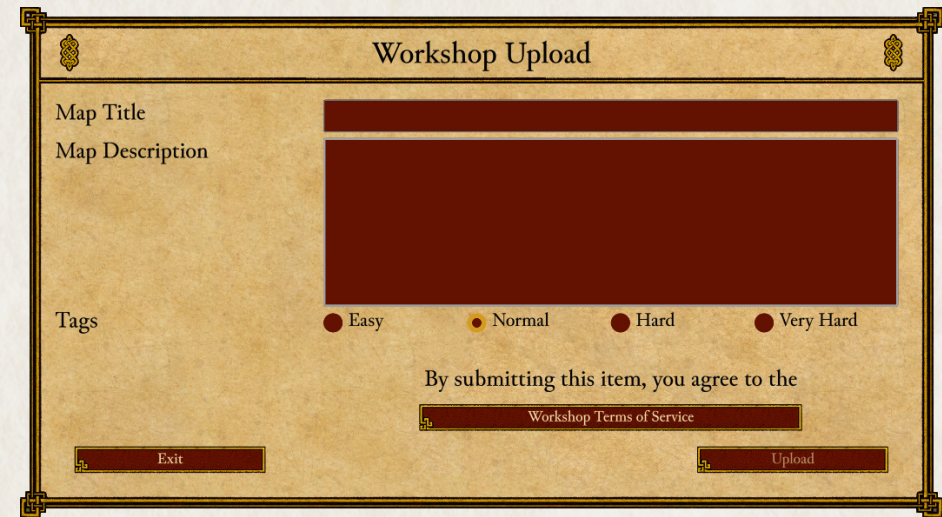 Workshop Upload
Map Title
Map Description
Tags
Easy
Normal
Hard
Very Hard
By submitting this item, you agree to the
Workshop Terms of Service
Exit
Upload